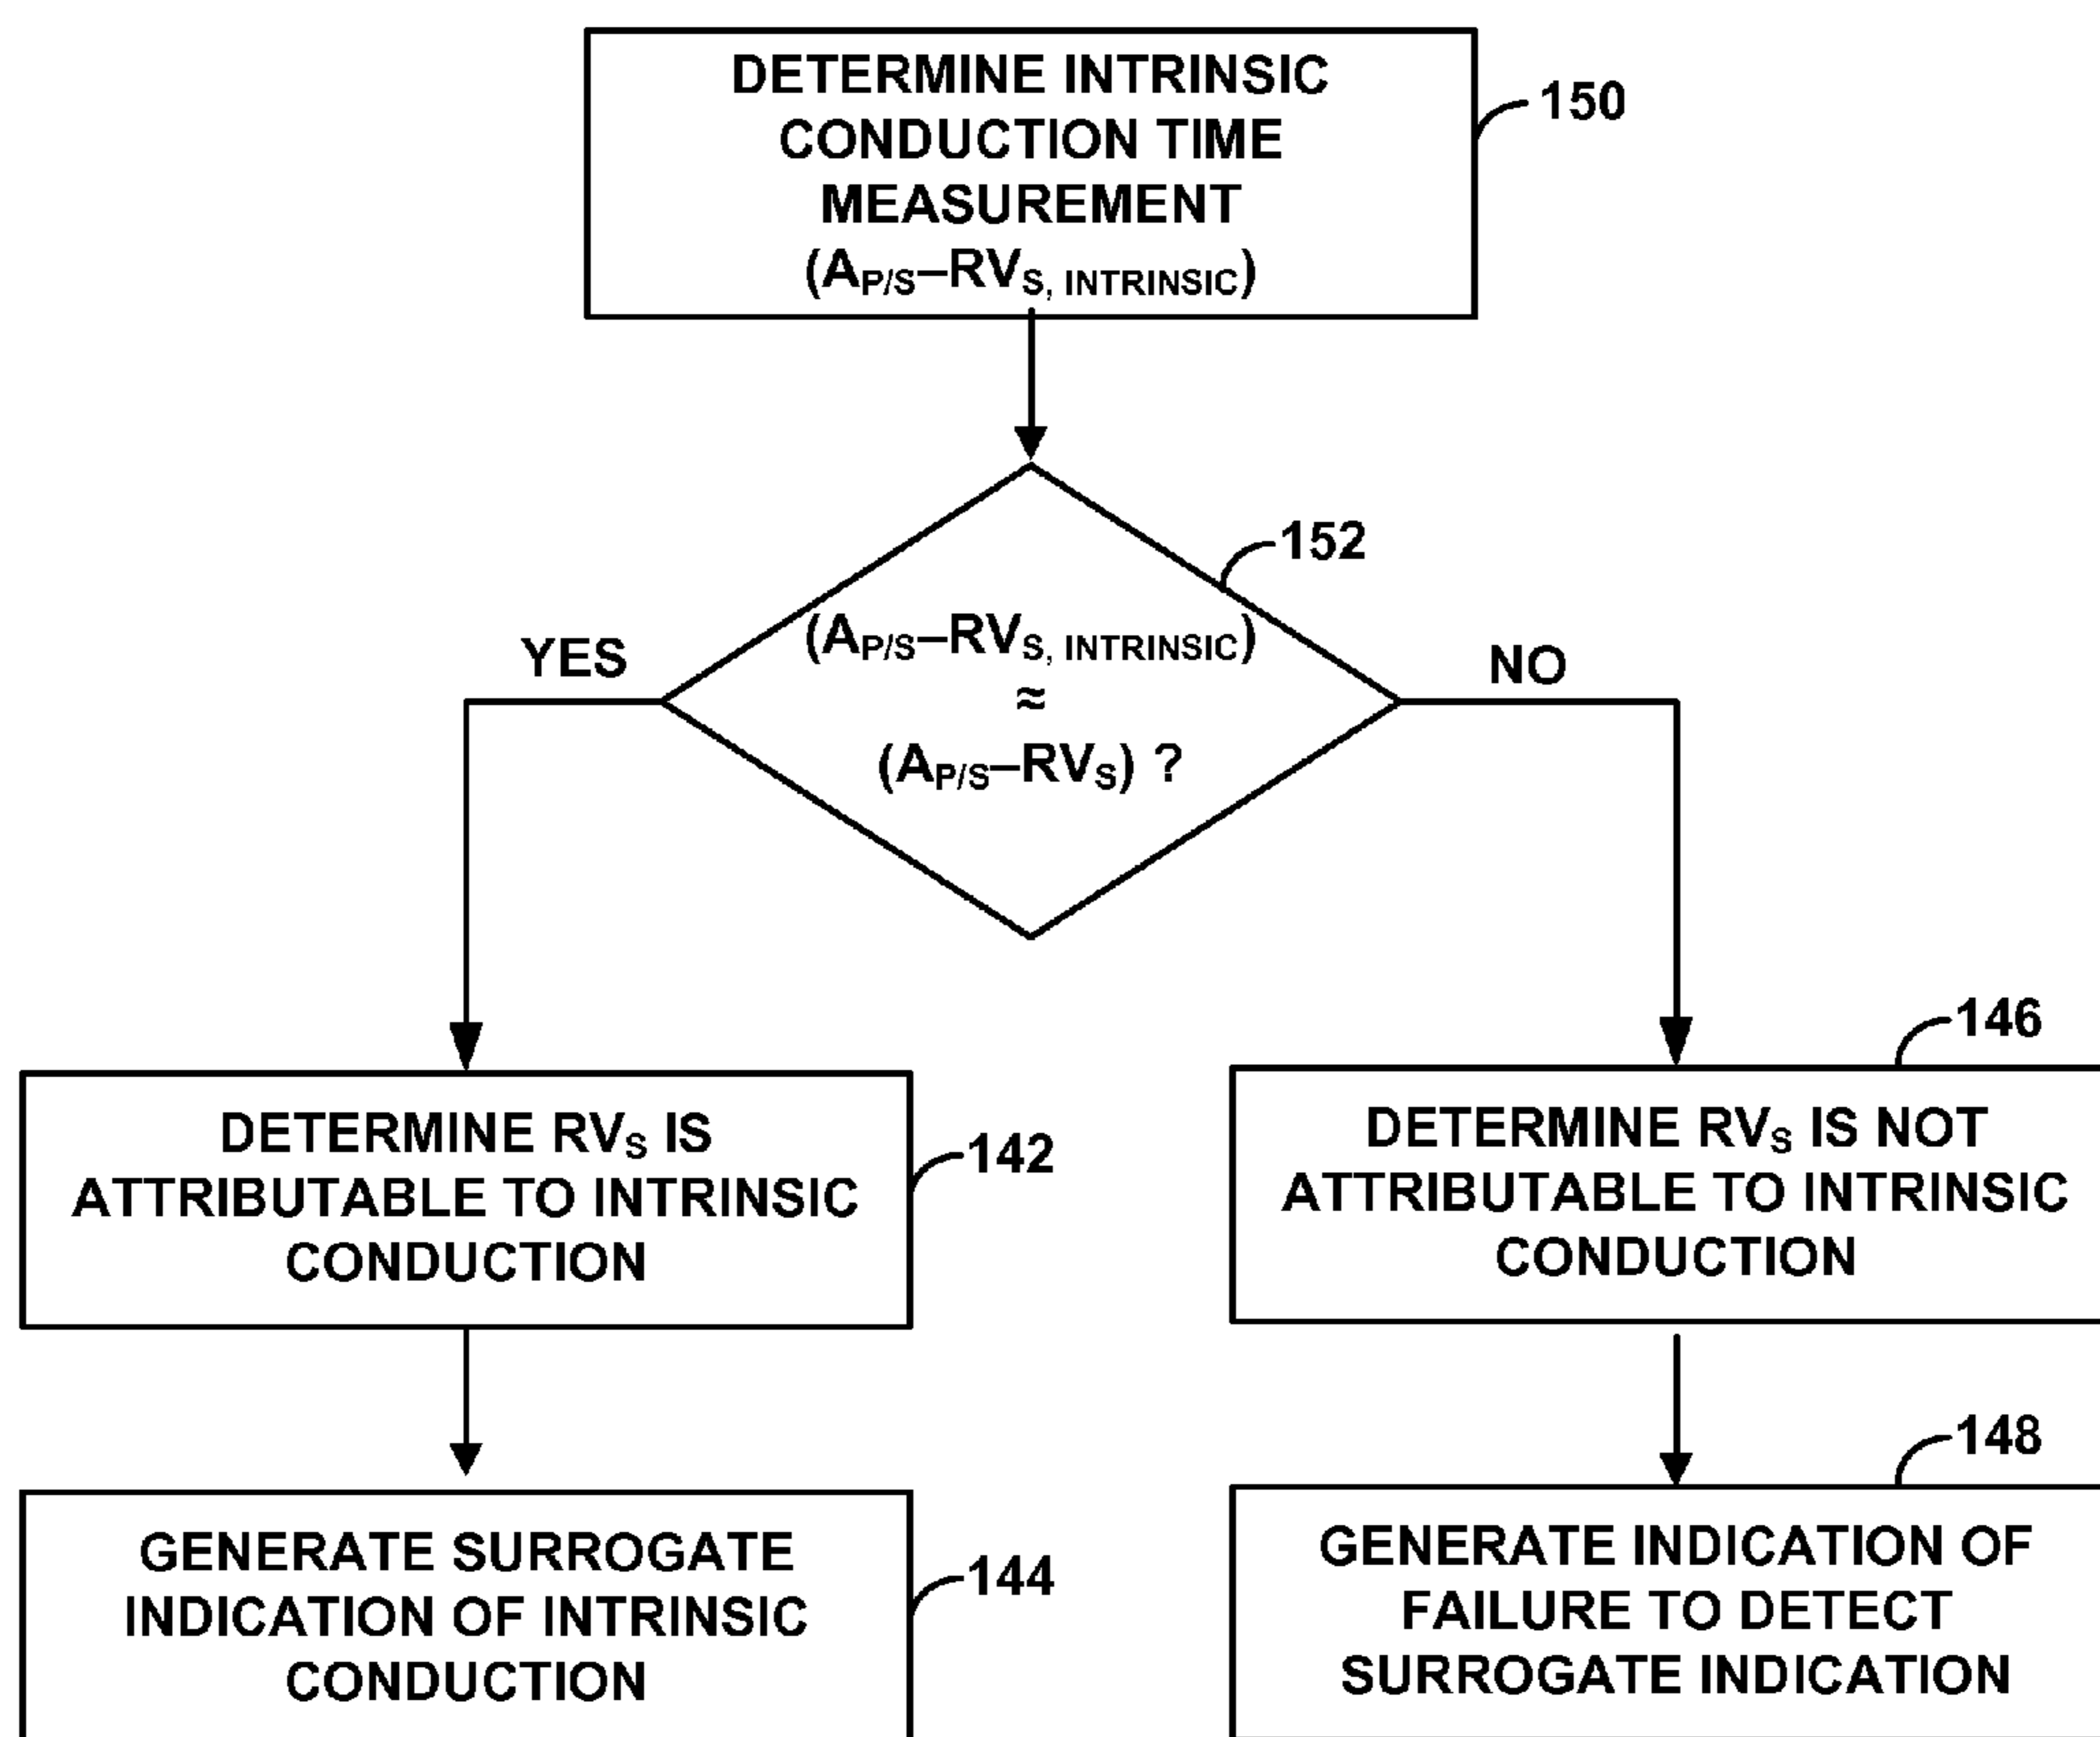 DETERMINE INTRINSIC
CONDUCTION TIME
MEASUREMENT
(AP/S–RVS, INTRINSIC)
150
152
(AP/S–RVS, INTRINSIC)
≈
(AP/S–RVS) ?
YES
NO
146
DETERMINE RVS IS
ATTRIBUTABLE TO INTRINSIC
CONDUCTION
142
DETERMINE RVS IS NOT
ATTRIBUTABLE TO INTRINSIC
CONDUCTION
148
GENERATE SURROGATE
INDICATION OF INTRINSIC
CONDUCTION
144
GENERATE INDICATION OF
FAILURE TO DETECT
SURROGATE INDICATION